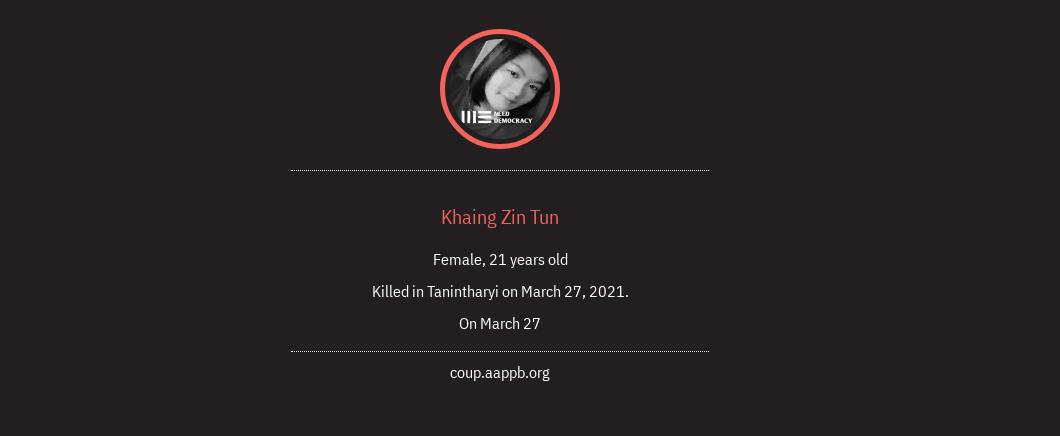 WE NEED
DEMOCRACY
Khaing Zin Tun
Female, 21 years old
Killed in Tanintharyi on March 27, 2021.
On March 27
coup.aappb.org